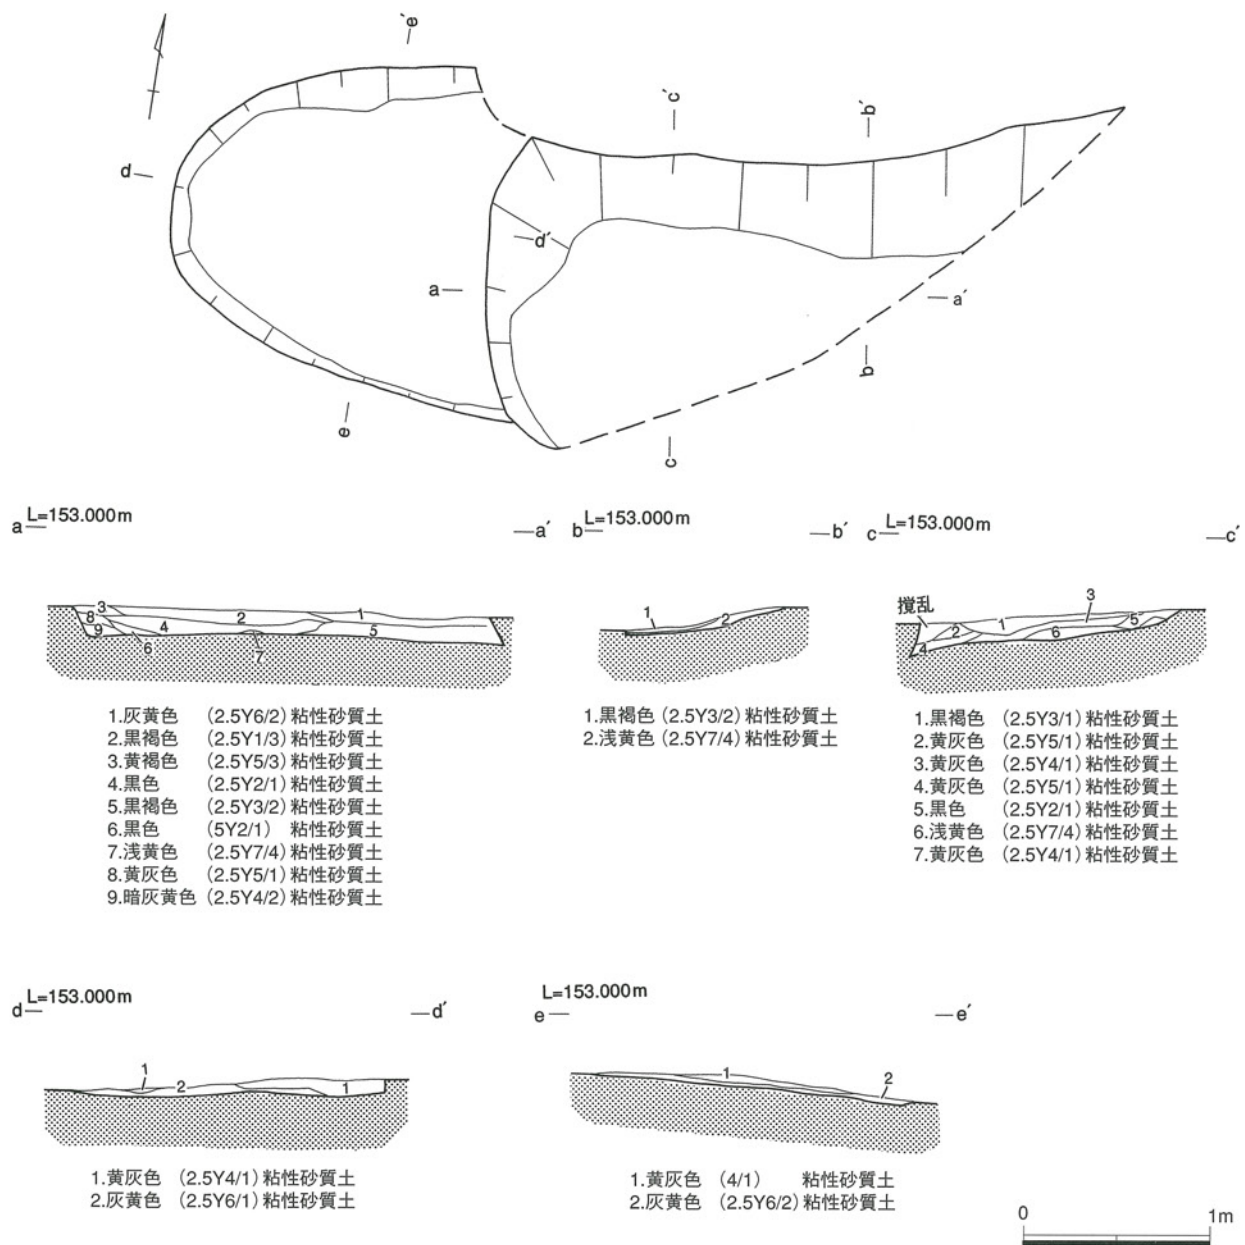 e´
c´
b´
d
d´
a
a´
b
e
c
a L=153.000m a´
b L=153.000m b´
c L=153.000m c´
3
1
8
2
9
4
5
6
7
1
2
撹乱
3
1
2
5
6
4
1.灰黄色 (2.5Y6/2)粘性砂質土
2.黒褐色 (2.5Y1/3)粘性砂質土
3.黄褐色 (2.5Y5/3)粘性砂質土
4.黒色 (2.5Y2/1)粘性砂質土
5.黒褐色 (2.5Y3/2)粘性砂質土
6.黒色 (5Y2/1) 粘性砂質土
7.浅黄色 (2.5Y7/4)粘性砂質土
8.黄灰色 (2.5Y5/1)粘性砂質土
9.暗灰黄色 (2.5Y4/2)粘性砂質土
1.黒褐色 (2.5Y3/2)粘性砂質土
2.浅黄色 (2.5Y7/4)粘性砂質土
1.黒褐色 (2.5Y3/1)粘性砂質土
2.黄灰色 (2.5Y5/1)粘性砂質土
3.黄灰色 (2.5Y4/1)粘性砂質土
4.黄灰色 (2.5Y5/1)粘性砂質土
5.黒色 (2.5Y2/1)粘性砂質土
6.浅黄色 (2.5Y7/4)粘性砂質土
7.黄灰色 (2.5Y4/1)粘性砂質土
d L=153.000m d´
e L=153.000m e´
1
2
1
1
2
1.黄灰色 (2.5Y4/1)粘性砂質土
2.灰黄色 (2.5Y6/1)粘性砂質土
1.黄灰色 (4/1) 粘性砂質土
2.灰黄色 (2.5Y6/2)粘性砂質土
0 1m